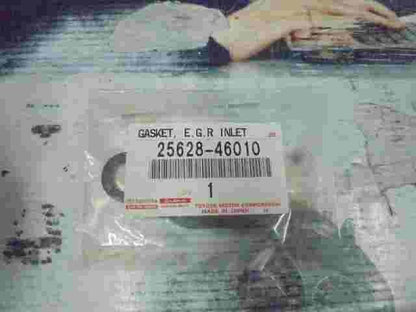 GASKET, E.G.R INLET
25628-46010
1
TOYOTA MOTOR CORPORATION
MADE IN JAPAN